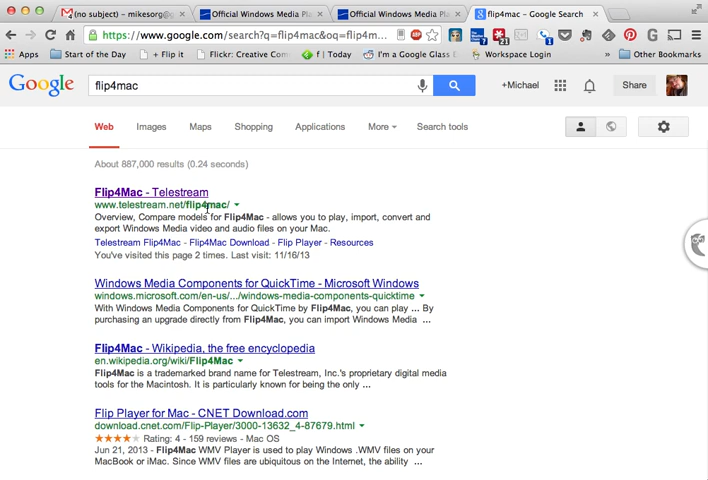 (no subject) - mikesorg@
Official Windows Media Pla
Official Windows Media Pla
flip4mac - Google Search
https://www.google.com/search?q=flip4mac&oq=flip4m...
Apps
Start of the Day
+ Flip it
Flickr: Creative Com
f | Today
I'm a Google Glass E
Workspace Login
»
Other Bookmarks
Google
flip4mac
+Michael
Share
Web
Images
Maps
Shopping
Applications
More
Search tools
About 887,000 results (0.24 seconds)
Flip4Mac - Telestream
www.telestream.net/flip4mac/
Overview, Compare models for Flip4Mac - allows you to play, import, convert and
export Windows Media video and audio files on your Mac.
Telestream Flip4Mac - Flip4Mac Download - Flip Player - Resources
You've visited this page 2 times. Last visit: 11/16/13
Windows Media Components for QuickTime - Microsoft Windows
windows.microsoft.com/en-us/.../windows-media-components-quicktime
With Windows Media Components for QuickTime by Flip4Mac, you can play ... By
purchasing an upgrade directly from Flip4Mac, you can import Windows Media ...
Flip4Mac - Wikipedia, the free encyclopedia
en.wikipedia.org/wiki/Flip4Mac
Flip4Mac is a trademarked brand name for Telestream, Inc.'s proprietary digital media
tools for the Macintosh. It is particularly known for being the only ...
Flip Player for Mac - CNET Download.com
download.cnet.com/Flip-Player/3000-13632_4-87679.html
Rating: 4 - 159 reviews - Mac OS
Jun 21, 2013 - Flip4Mac WMV Player is used to play Windows .WMV files on your
MacBook or iMac. Since WMV files are ubiquitous on the Internet, the ability ...